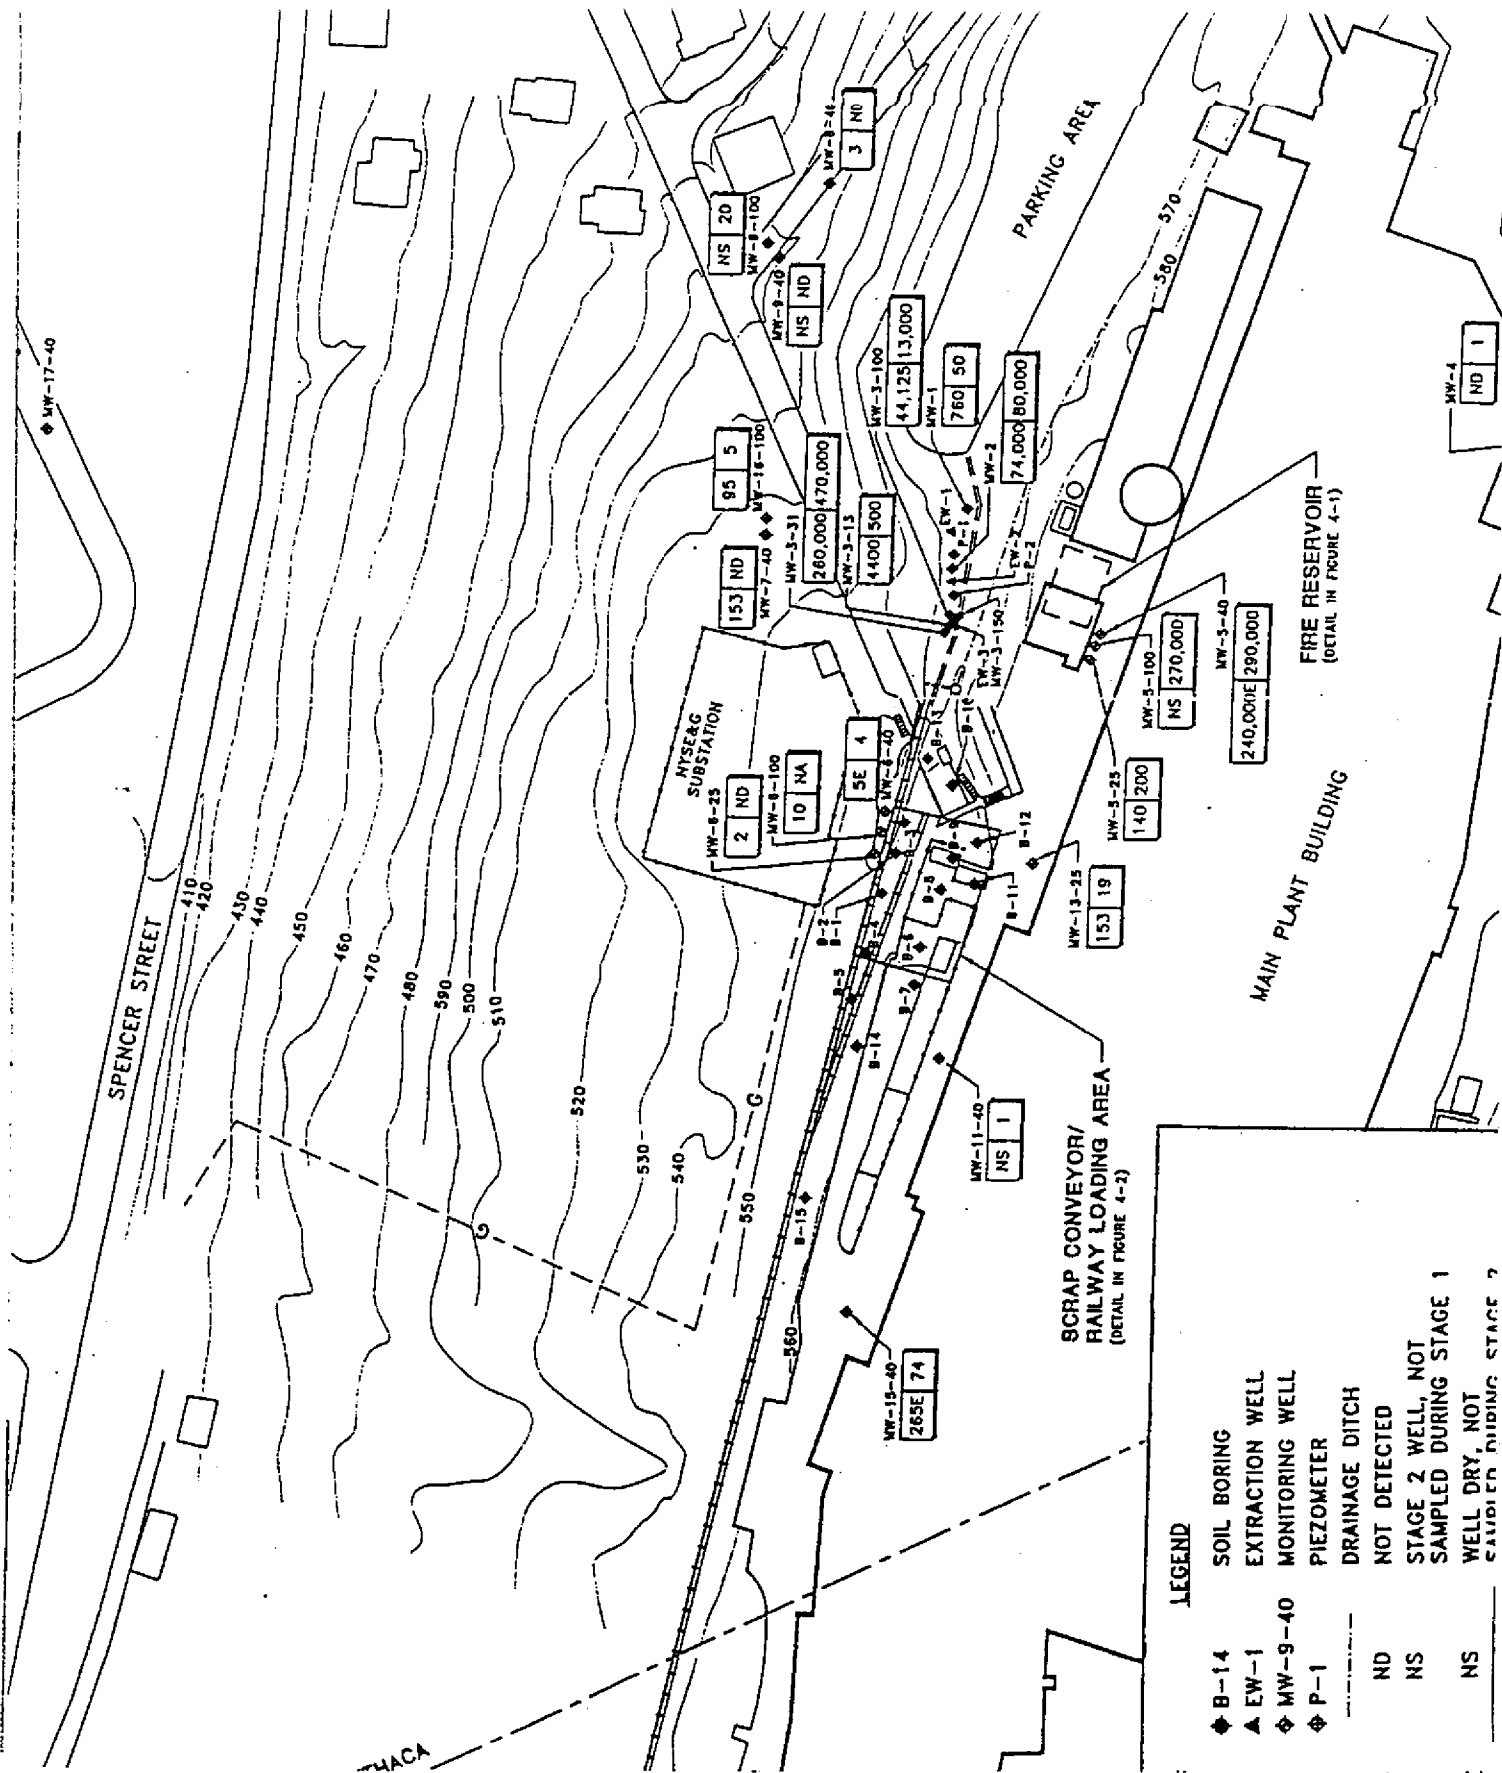 MW-17-40
SPENCER STREET
410
420
430
440
450
460
470
480
590
500
510
520
530
540
550
560
G
G
NYSE&G
SUBSTATION
PARKING AREA
570
580
NS 20
MW-8-100
MW-9-40
NS ND
3 ND
95 5
MW-16-100
153 ND
MW-7-40
MW-3-31
260,000 470,000
MW-3-13
4400 500
MW-3-100
44,125 13,000
MW-1
760 50
MW-2
74,000 80,000
EW-1
P-1
P-2
EW-3
MW-3-150
MW-4
ND 1
MW-6-25
2 ND
10 NA
5E 4
MW-6-40
B-2
B-1
B-4
B-5
B-6
B-7
B-8
B-11
B-12
B-13
B-14
B-15
MW-5-100
NS 270,000
MW-5-40
240,000E 290,000
MW-5-25
140 200
MW-13-25
153 19
MW-11-40
NS 1
MW-15-40
265E 74
FIRE RESERVOIR
(DETAIL IN FIGURE 4-1)
MAIN PLANT BUILDING
SCRAP CONVEYOR/
RAILWAY LOADING AREA
(DETAIL IN FIGURE 4-2)
THACA
LEGEND
B-14 SOIL BORING
EW-1 EXTRACTION WELL
MW-9-40 MONITORING WELL
P-1 PIEZOMETER
DRAINAGE DITCH
ND NOT DETECTED
NS STAGE 2 WELL, NOT
SAMPLED DURING STAGE 1
NS WELL DRY, NOT
SAMPLED DURING STAGE 2